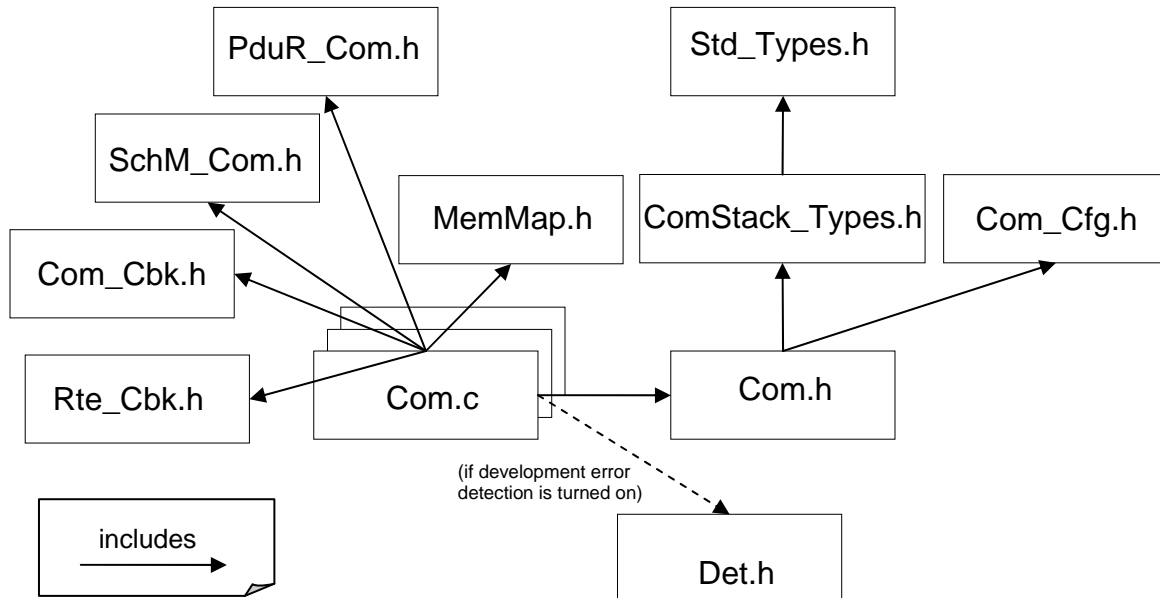 PduR_Com.h
Std_Types.h
SchM_Com.h
MemMap.h
ComStack_Types.h
Com_Cfg.h
Com_Cbk.h
Rte_Cbk.h
Com.c
Com.h
(if development error
detection is turned on)
includes
Det.h